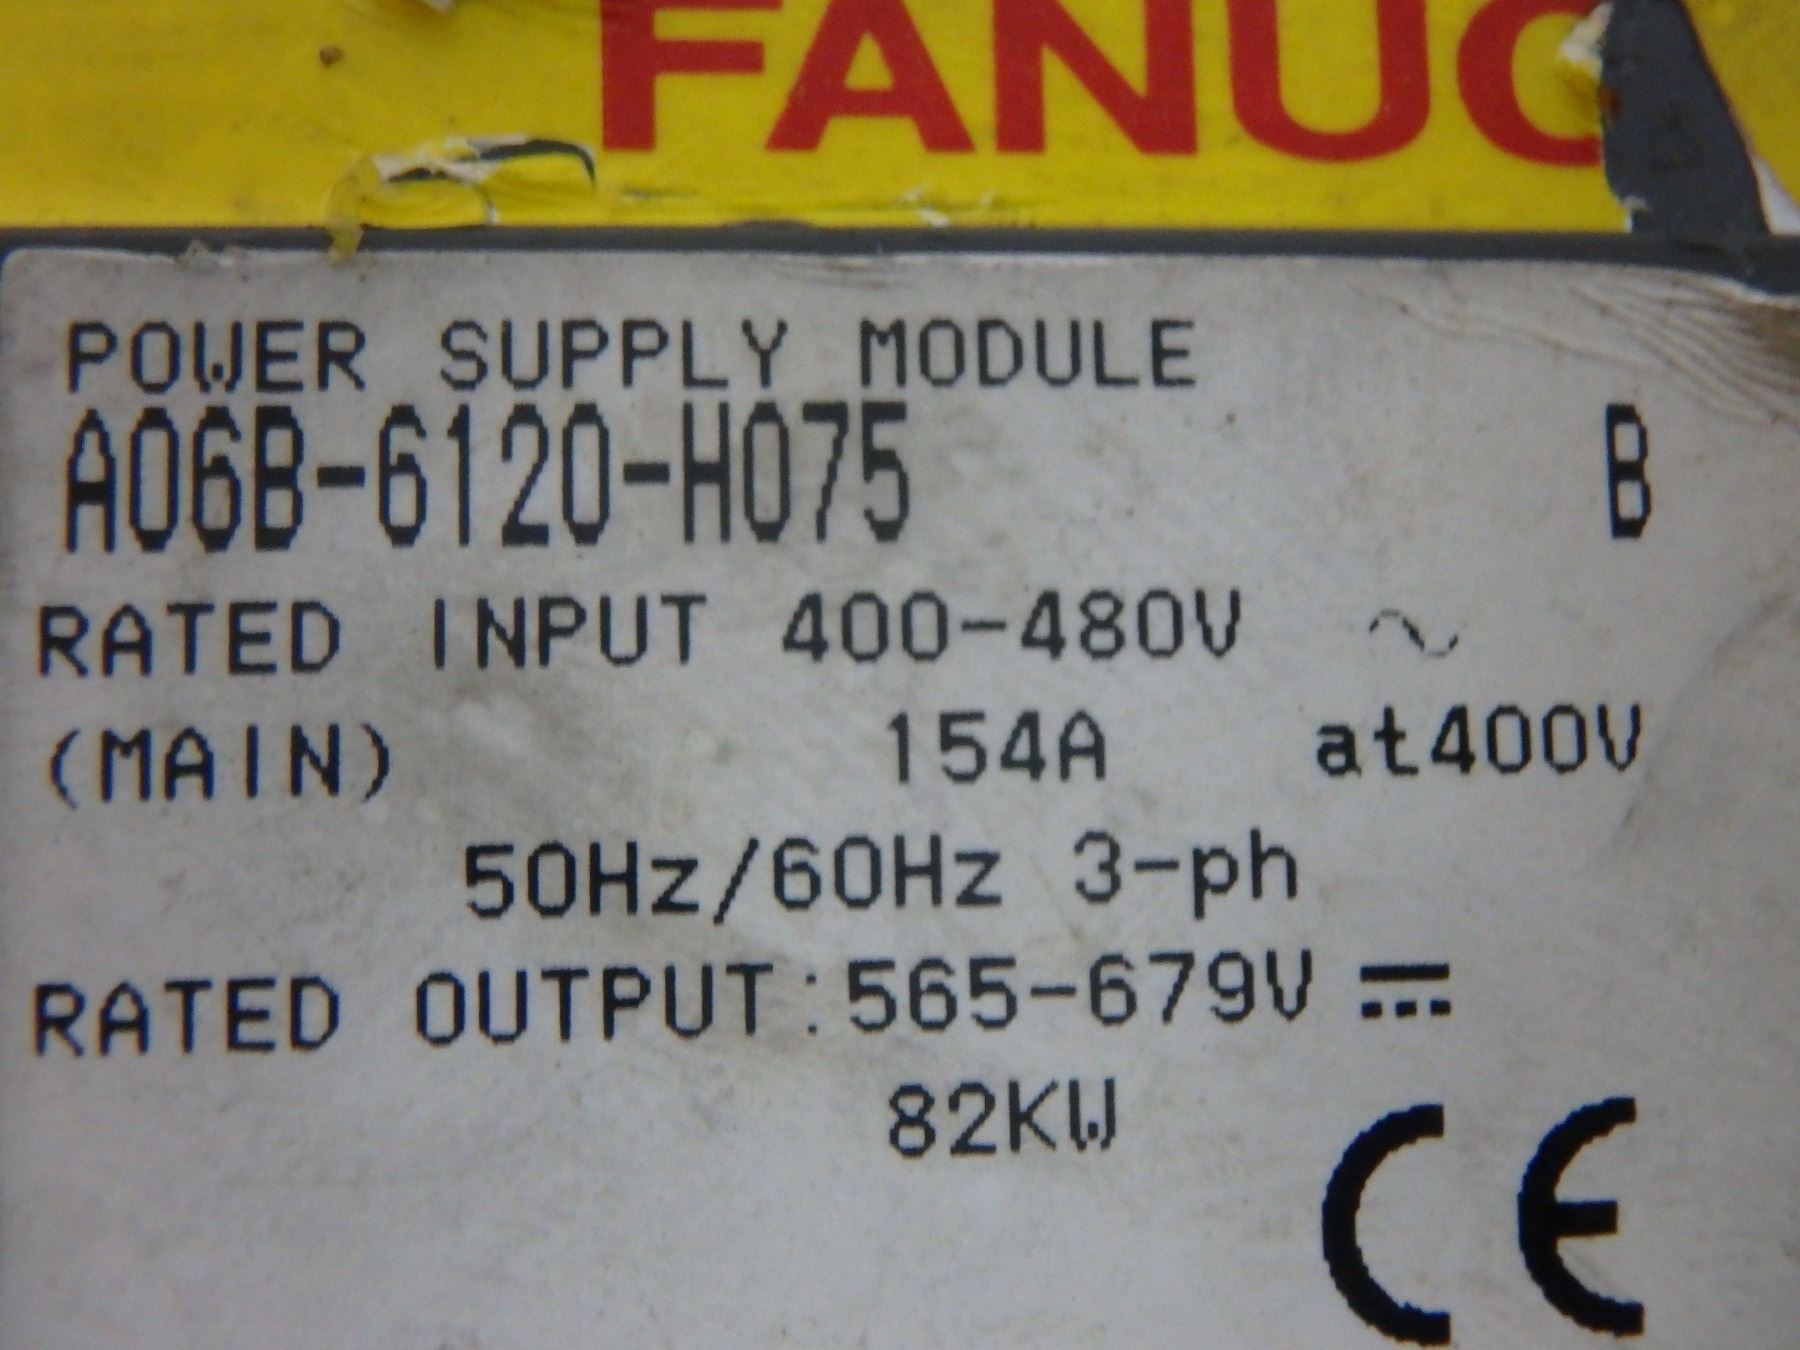 FANUC
POWER SUPPLY MODULE
A06B-6120-H075 B
RATED INPUT 400-480V ~
(MAIN) 154A at400V
50Hz/60Hz 3-ph
RATED OUTPUT:565-679V ⎓
82KW
CE